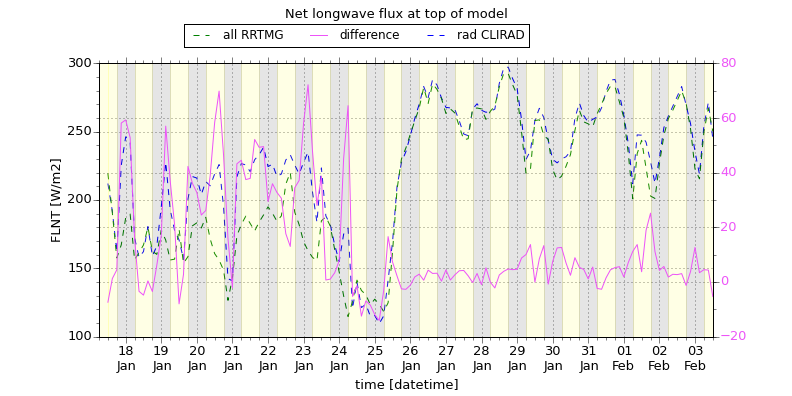 Net longwave flux at top of model
all RRTMG difference rad CLIRAD
300 80
60
250
40
200
20
150
0
100 -20
FLNT [W/m2]
18 19 20 21 22 23 24 25 26 27 28 29 30 31 01 02 03
Jan Jan Jan Jan Jan Jan Jan Jan Jan Jan Jan Jan Jan Jan Feb Feb Feb
time [datetime]